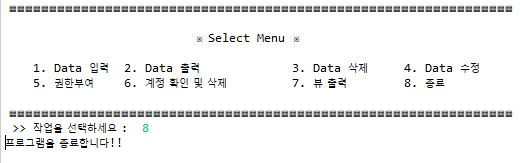 ================================================================
※ Select Menu ※
1. Data 입력 2. Data 출력 3. Data 삭제 4. Data 수정
5. 권한부여 6. 계정 확인 및 삭제 7. 뷰 출력 8. 종료
================================================================
>> 작업을 선택하세요 : 8
프로그램을 종료합니다!!